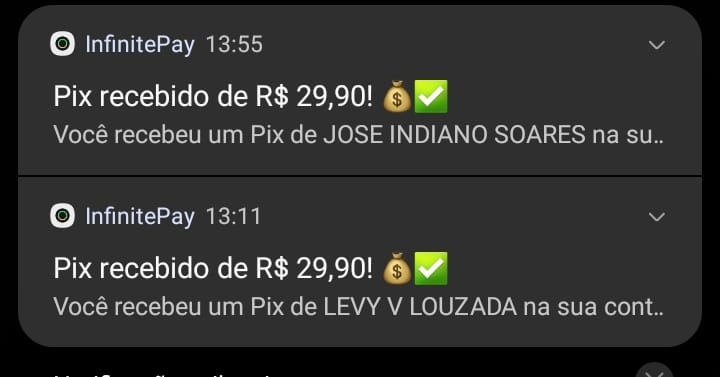 InfinitePay 13:55
Pix recebido de R$ 29,90! 💰✅
Você recebeu um Pix de JOSE INDIANO SOARES na su..
InfinitePay 13:11
Pix recebido de R$ 29,90! 💰✅
Você recebeu um Pix de LEVY V LOUZADA na sua cont..